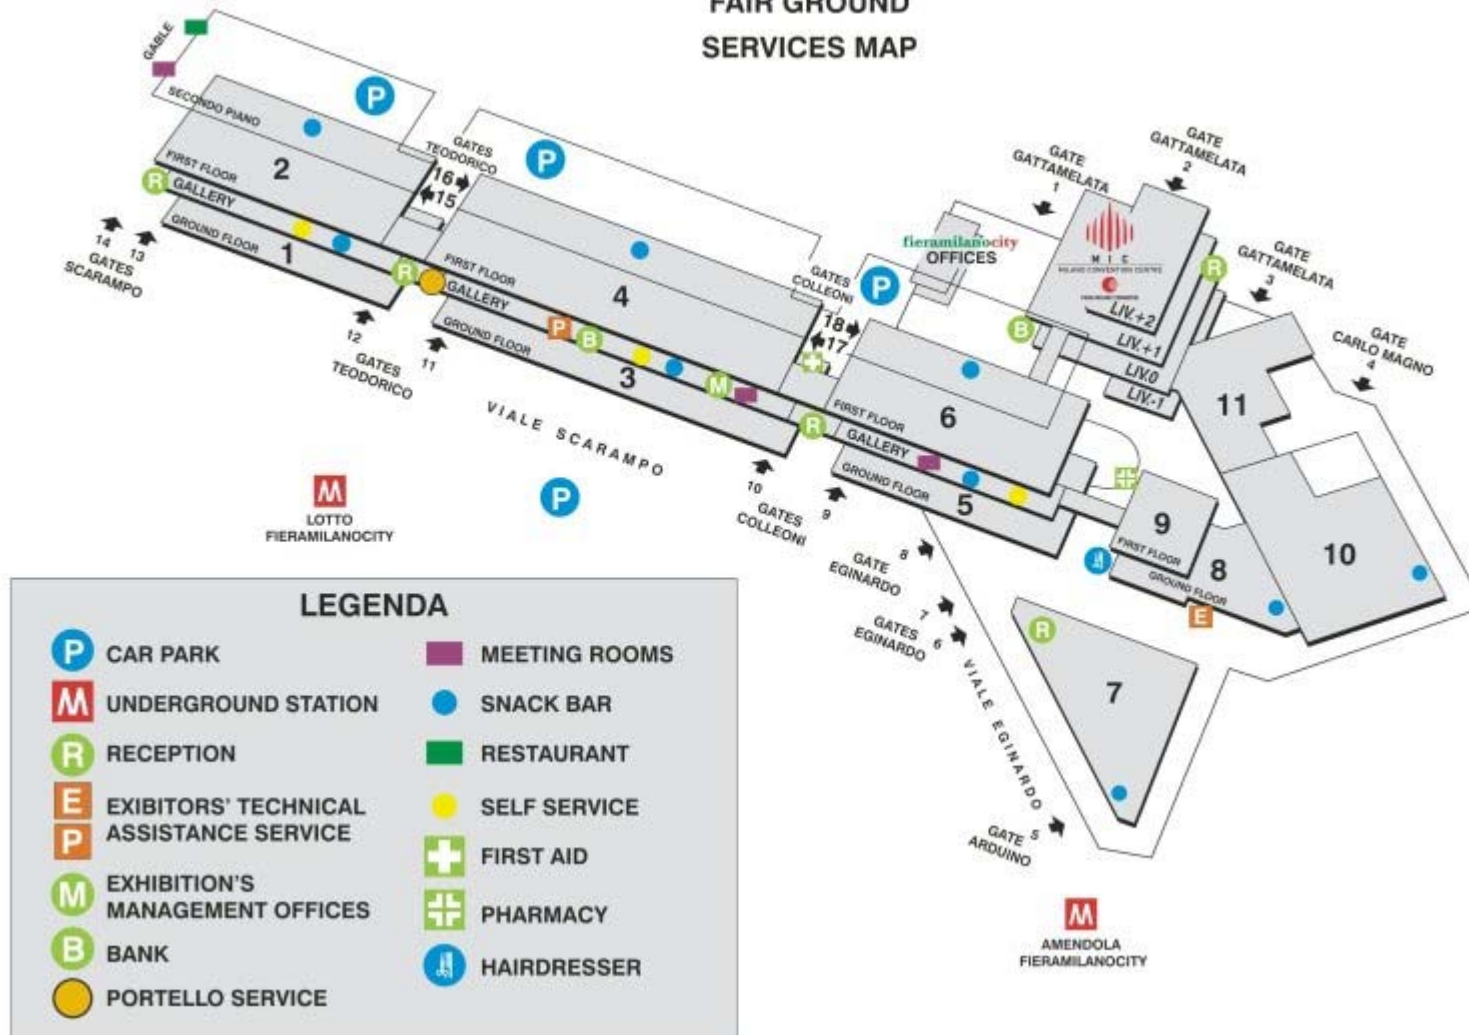 FAIR GROUND
SERVICES MAP
GABLE
P
SECONDO PIANO
FIRST FLOOR
2
R
GALLERY
GROUND FLOOR
1
14
13
GATES
SCARAMPO
GATES
TEODORICO
16
15
P
FIRST FLOOR
4
R
GALLERY
GROUND FLOOR
3
P
B
M
12
GATES
TEODORICO
11
VIALE SCARAMPO
GATES
COLLEONI
18
17
P
fieramilanocity
OFFICES
GATE
GATTAMELATA
1
GATE
GATTAMELATA
2
MIC
MILANO CONVENTION CENTRE
R
GATE
GATTAMELATA
3
B
LIV.+2
LIV.+1
LIV.0
LIV.-1
GATE
CARLO MAGNO
4
11
FIRST FLOOR
6
R
GALLERY
GROUND FLOOR
5
10
GATES
COLLEONI
9
8
GATE
EGINARDO
7
GATES
EGINARDO
6
9
FIRST FLOOR
8
GROUND FLOOR
E
10
R
7
VIALE EGINARDO
GATE
ARDUINO
5
M
LOTTO
FIERAMILANOCITY
P
M
AMENDOLA
FIERAMILANOCITY
LEGENDA
P CAR PARK
M UNDERGROUND STATION
R RECEPTION
E EXIBITORS' TECHNICAL
P ASSISTANCE SERVICE
M EXHIBITION'S
MANAGEMENT OFFICES
B BANK
PORTELLO SERVICE
MEETING ROOMS
SNACK BAR
RESTAURANT
SELF SERVICE
FIRST AID
PHARMACY
HAIRDRESSER